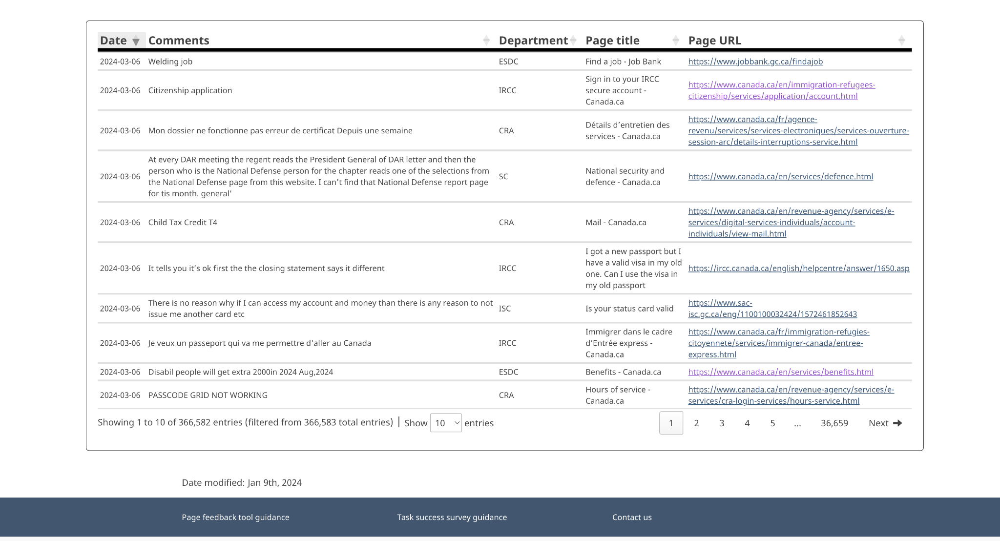 Date Comments Department Page title Page URL
2024-03-06 Welding job ESDC Find a job - Job Bank https://www.jobbank.gc.ca/findajob
2024-03-06 Citizenship application IRCC Sign in to your IRCC
secure account -
Canada.ca https://www.canada.ca/en/immigration-refugees-
citizenship/services/application/account.html
2024-03-06 Mon dossier ne fonctionne pas erreur de certificat Depuis une semaine CRA Détails d’entretien des
services - Canada.ca https://www.canada.ca/fr/agence-
revenu/services/services-electroniques/services-ouverture-
session-arc/details-interruptions-service.html
2024-03-06 At every DAR meeting the regent reads the President General of DAR letter and then the
person who is the National Defense person for the chapter reads one of the selections from
the National Defense page from this website. I can't find that National Defense report page
for tis month. general' SC National security and
defence - Canada.ca https://www.canada.ca/en/services/defence.html
2024-03-06 Child Tax Credit T4 CRA Mail - Canada.ca https://www.canada.ca/en/revenue-agency/services/e-
services/digital-services-individuals/account-
individuals/view-mail.html
2024-03-06 It tells you it’s ok first the the closing statement says it different IRCC I got a new passport but I
have a valid visa in my old
one. Can I use the visa in
my old passport https://ircc.canada.ca/english/helpcentre/answer/1650.asp
2024-03-06 There is no reason why if I can access my account and money than there is any reason to not
issue me another card etc ISC Is your status card valid https://www.sac-
isc.gc.ca/eng/1100100032424/1572461852643
2024-03-06 Je veux un passeport qui va me permettre d'aller au Canada IRCC Immigrer dans le cadre
d’Entrée express -
Canada.ca https://www.canada.ca/fr/immigration-refugies-
citoyennete/services/immigrer-canada/entree-
express.html
2024-03-06 Disabil people will get extra 2000in 2024 Aug,2024 ESDC Benefits - Canada.ca https://www.canada.ca/en/services/benefits.html
2024-03-06 PASSCODE GRID NOT WORKING CRA Hours of service -
Canada.ca https://www.canada.ca/en/revenue-agency/services/e-
services/cra-login-services/hours-service.html
Showing 1 to 10 of 366,582 entries (filtered from 366,583 total entries) | Show 10 entries 1 2 3 4 5 … 36,659 Next
Date modified: Jan 9th, 2024
Page feedback tool guidance Task success survey guidance Contact us